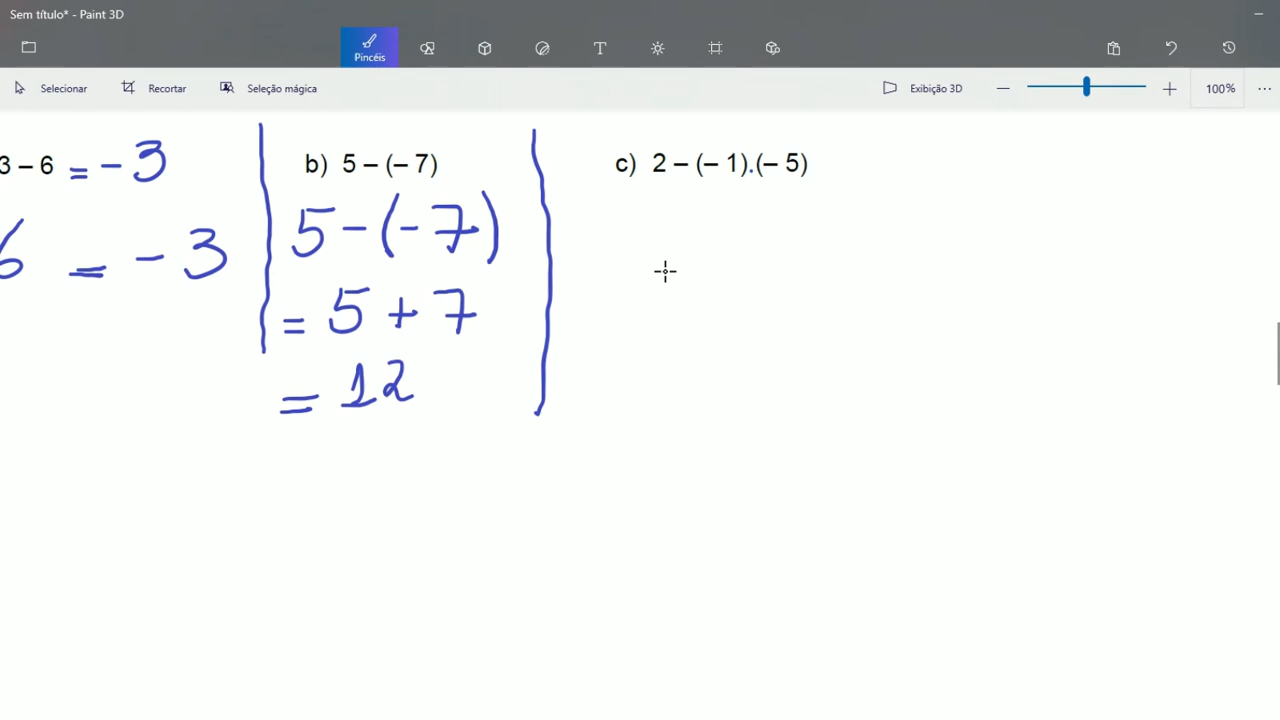 Sem título* - Paint 3D
Pincéis
Selecionar
Recortar
Seleção mágica
Exibição 3D
100%
3 – 6 = - 3
6 = - 3
b) 5 – (– 7)
5 - (- 7)
= 5 + 7
= 12
c) 2 – (– 1).(– 5)